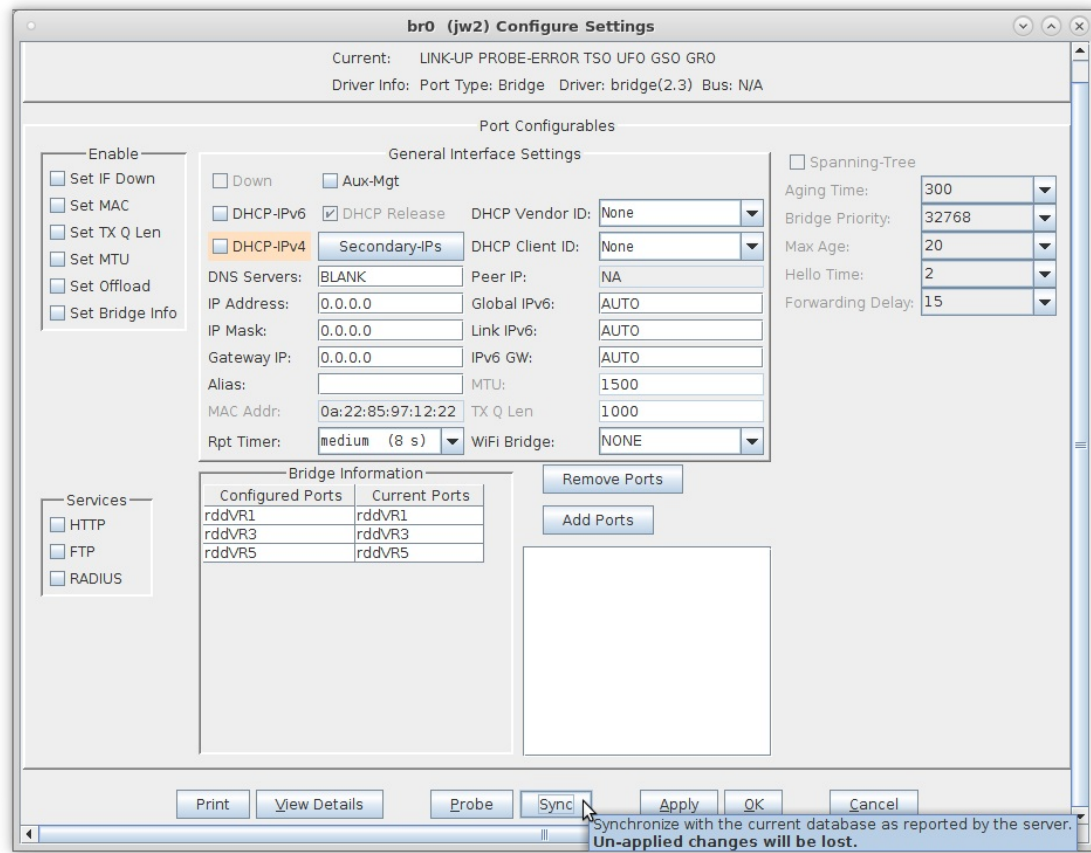 br0 (jw2) Configure Settings
Current: LINK-UP PROBE-ERROR TSO UFO GSO GRO
Driver Info: Port Type: Bridge Driver: bridge(2.3) Bus: N/A
Port Configurables
Enable
Set IF Down
Set MAC
Set TX Q Len
Set MTU
Set Offload
Set Bridge Info
General Interface Settings
Down Aux-Mgt
DHCP-IPv6 DHCP Release DHCP Vendor ID: None
DHCP-IPv4 Secondary-IPs DHCP Client ID: None
DNS Servers: BLANK Peer IP: NA
IP Address: 0.0.0.0 Global IPv6: AUTO
IP Mask: 0.0.0.0 Link IPv6: AUTO
Gateway IP: 0.0.0.0 IPv6 GW: AUTO
Alias: MTU: 1500
MAC Addr: 0a:22:85:97:12:22 TX Q Len 1000
Rpt Timer: medium (8 s) WiFi Bridge: NONE
Spanning-Tree
Aging Time: 300
Bridge Priority: 32768
Max Age: 20
Hello Time: 2
Forwarding Delay: 15
Services
HTTP
FTP
RADIUS
Bridge Information
Configured Ports Current Ports
rddVR1 rddVR1
rddVR3 rddVR3
rddVR5 rddVR5
Remove Ports
Add Ports
Print View Details Probe Sync Apply OK Cancel
Synchronize with the current database as reported by the server.
Un-applied changes will be lost.